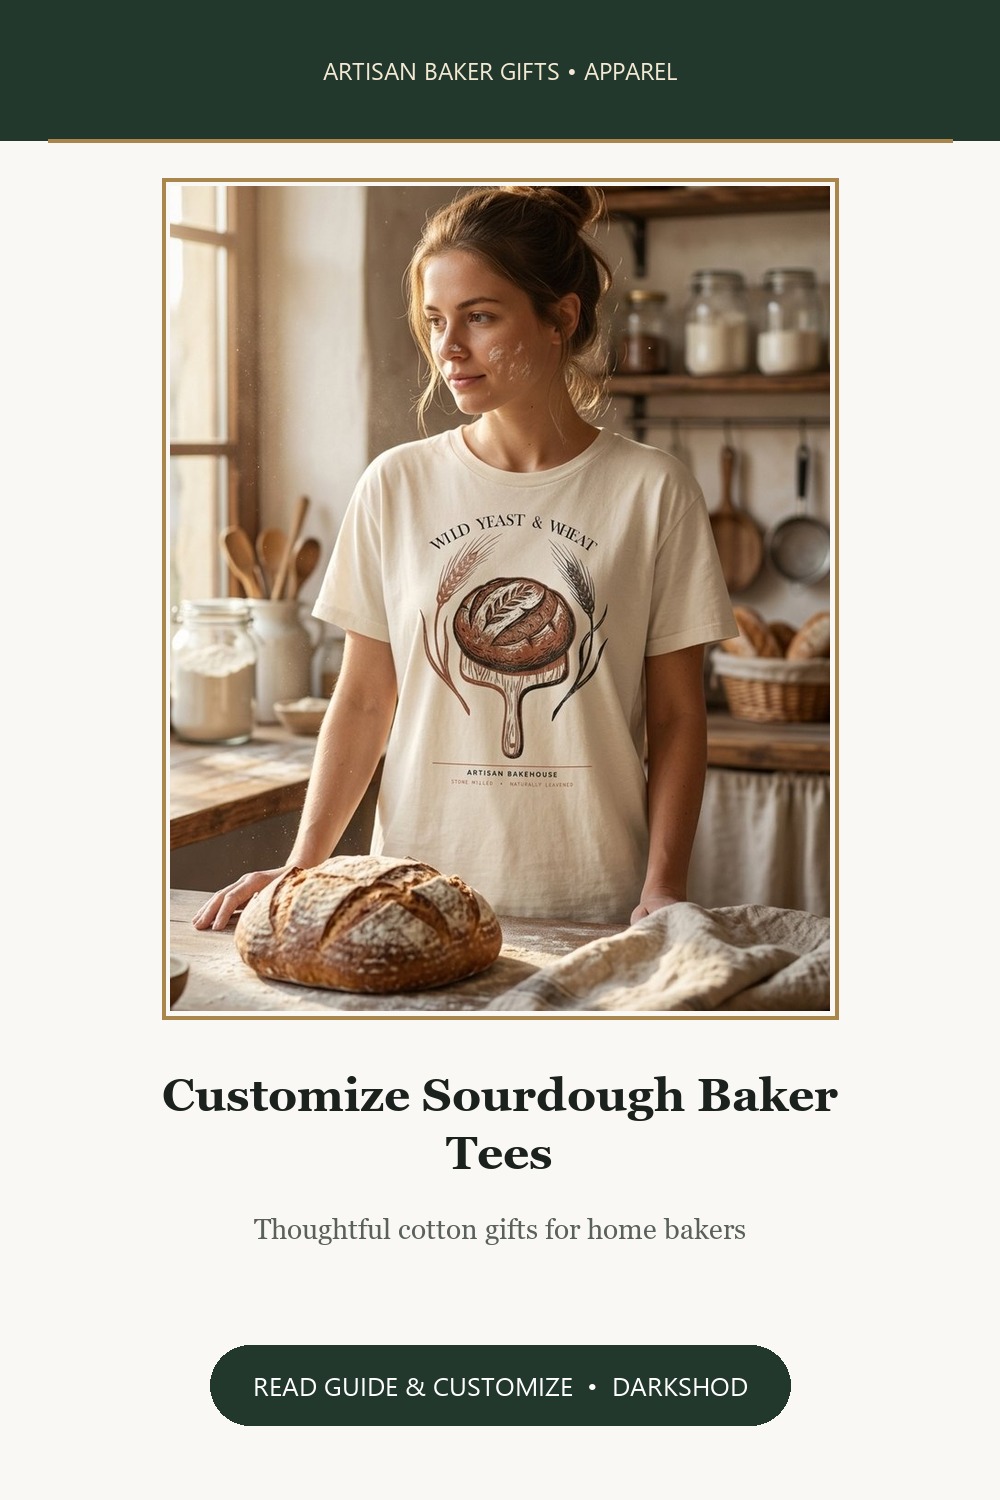 ARTISAN BAKER GIFTS • APPAREL
WILD YEAST & WHEAT
ARTISAN BAKEHOUSE
STONE MILLED • NATURALLY LEAVENED
Customize Sourdough Baker
Tees
Thoughtful cotton gifts for home bakers
READ GUIDE & CUSTOMIZE • DARKSHOD